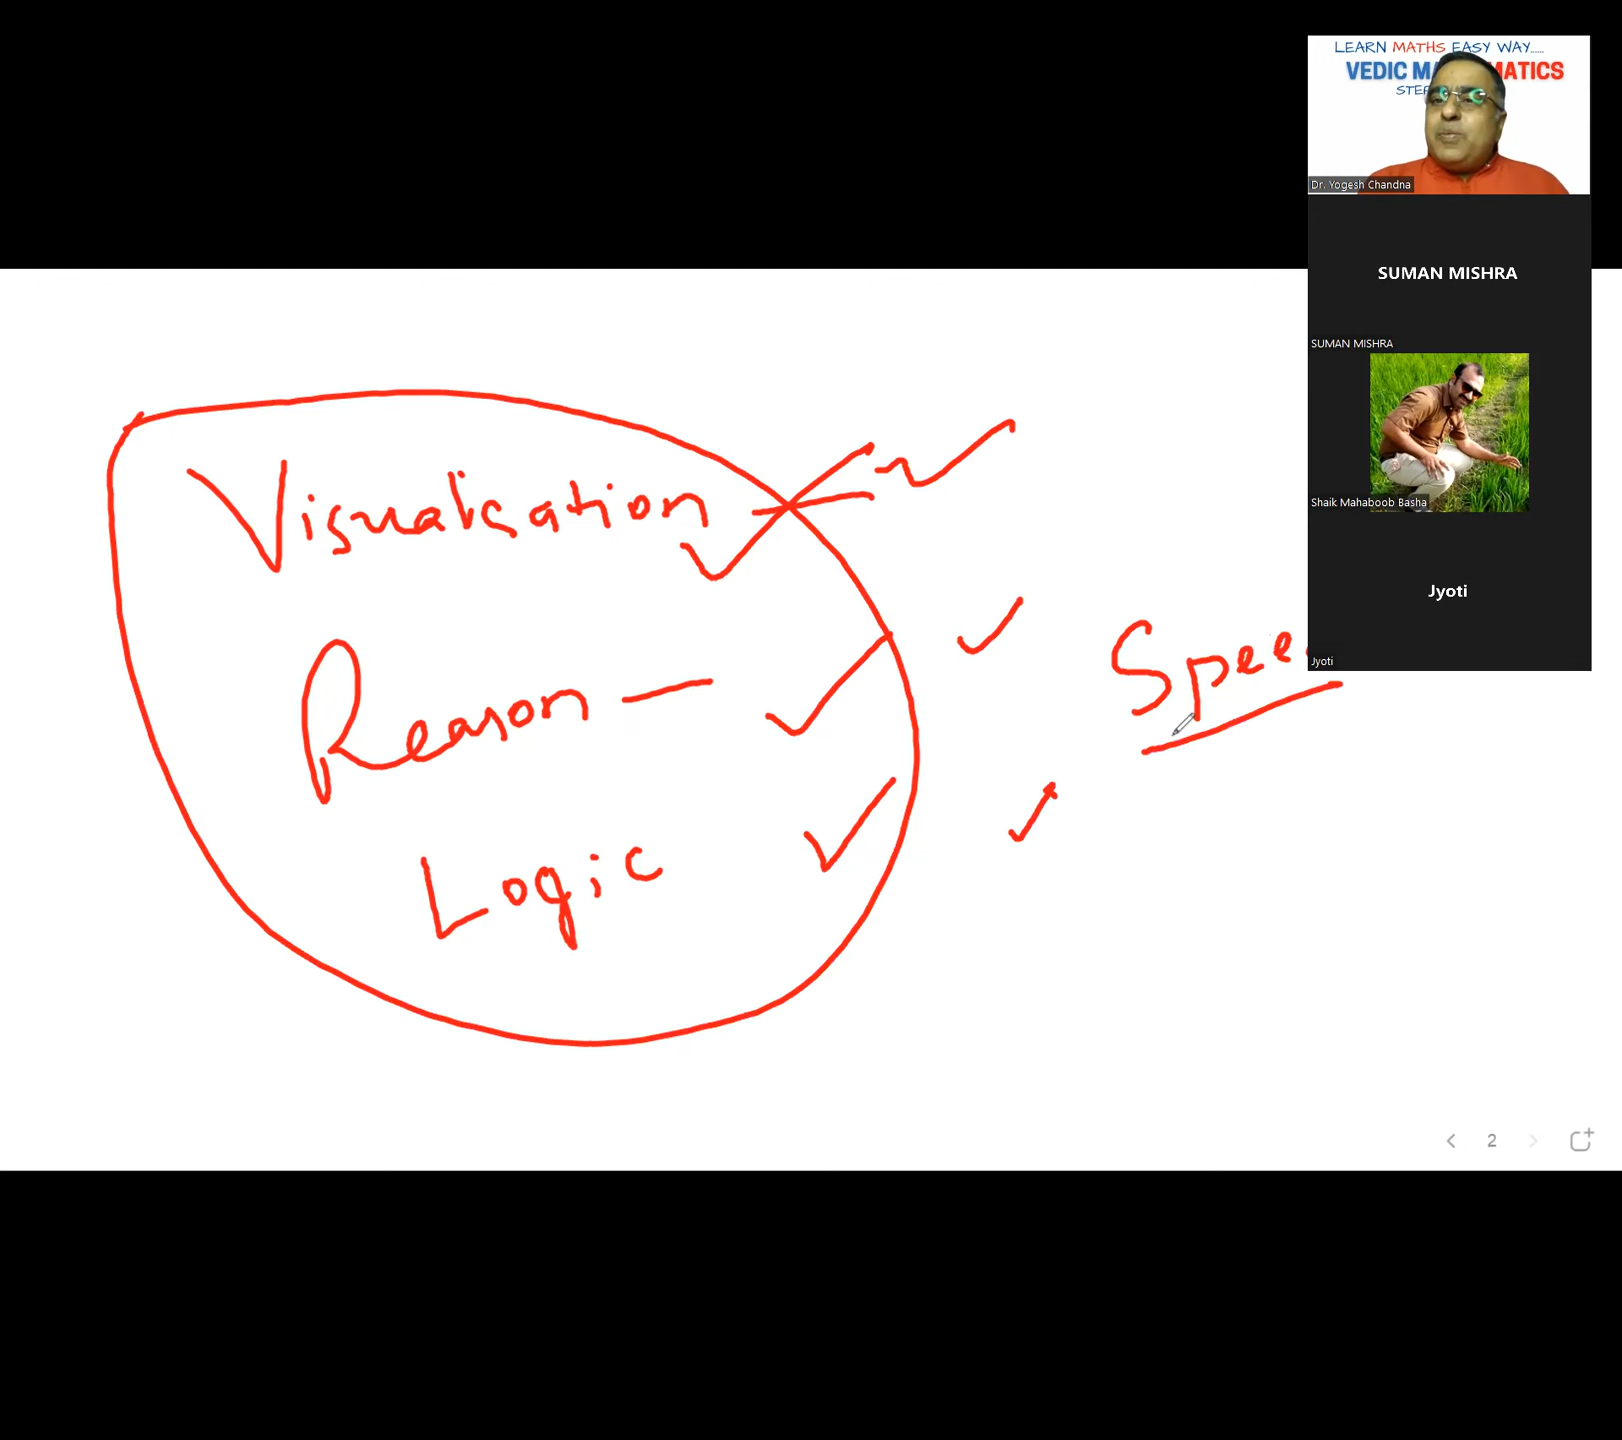 LEARN MATHS EASY WAY......
VEDIC MATICS
Dr. Yogesh Chandna
SUMAN MISHRA
SUMAN MISHRA
Shaik Mahaboob Basha
Jyoti
Jyoti
Visualisation
Reason —
Logic
Spee
2